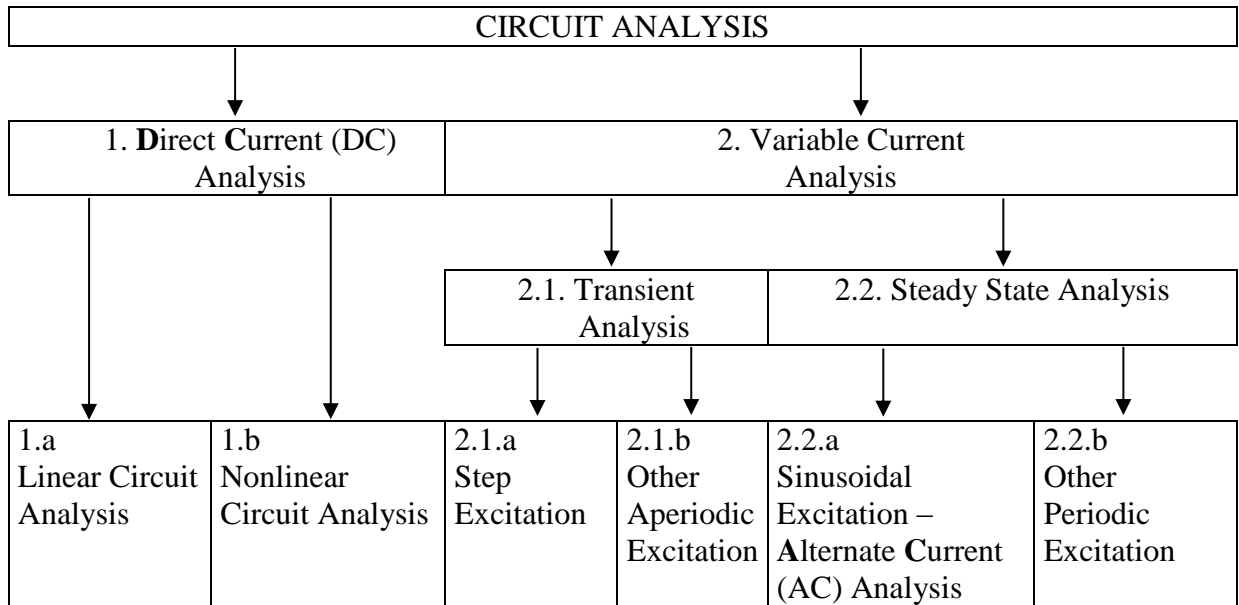 CIRCUIT ANALYSIS
1. Direct Current (DC)
Analysis
2. Variable Current
Analysis
2.1. Transient
Analysis
2.2. Steady State Analysis
1.a
Linear Circuit
Analysis
1.b
Nonlinear
Circuit Analysis
2.1.a
Step
Excitation
2.1.b
Other
Aperiodic
Excitation
2.2.a
Sinusoidal
Excitation –
Alternate Current
(AC) Analysis
2.2.b
Other
Periodic
Excitation